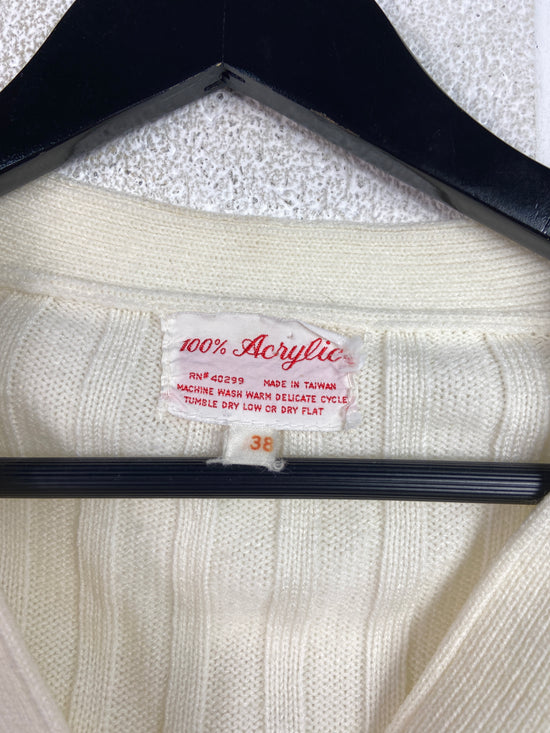 100% Acrylic
RN# 40299 MADE IN TAIWAN
MACHINE WASH WARM DELICATE CYCLE
TUMBLE DRY LOW OR DRY FLAT
38